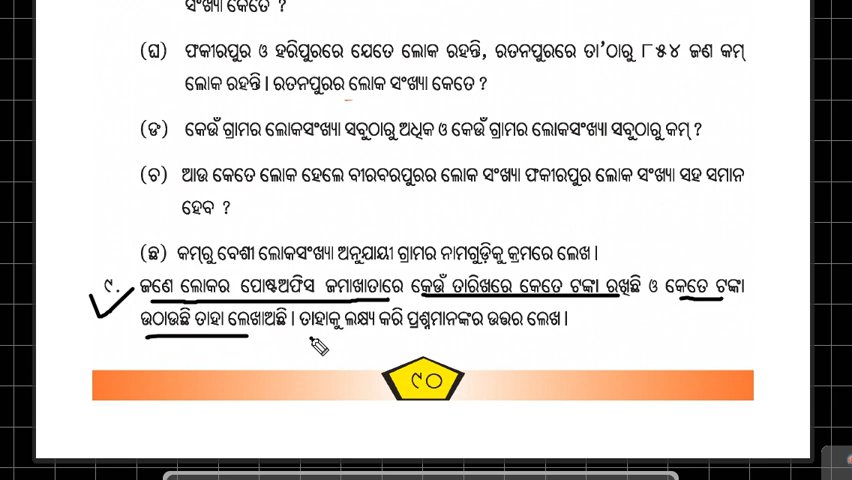 ସଂଖ୍ୟା କେତେ ?
(ଘ) ଫକୀରପୁର ଓ ହରିପୁରରେ ଯେତେ ଲୋକ ରହନ୍ତି, ରତନପୁରରେ ତା'ଠାରୁ ୮୫୪ ଜଣ କମ୍
ଲୋକ ରହନ୍ତି। ରତନପୁରର ଲୋକ ସଂଖ୍ୟା କେତେ ?
(ଙ) କେଉଁ ଗ୍ରାମର ଲୋକସଂଖ୍ୟା ସବୁଠାରୁ ଅଧିକ ଓ କେଉଁ ଗ୍ରାମର ଲୋକସଂଖ୍ୟା ସବୁଠାରୁ କମ୍ ?
(ଚ) ଆଉ କେତେ ଲୋକ ହେଲେ ବୀରବରପୁରର ଲୋକ ସଂଖ୍ୟା ଫକୀରପୁର ଲୋକ ସଂଖ୍ୟା ସହ ସମାନ
ହେବ ?
(ଛ) କମ୍‌ରୁ ବେଶୀ ଲୋକସଂଖ୍ୟା ଅନୁଯାୟୀ ଗ୍ରାମର ନାମଗୁଡ଼ିକୁ କ୍ରମରେ ଲେଖ।
୯. ଜଣେ ଲୋକର ପୋଷ୍ଟଅଫିସ ଜମାଖାତାରେ କେଉଁ ତାରିଖରେ କେତେ ଟଙ୍କା ରଖିଛି ଓ କେତେ ଟଙ୍କା
ଉଠାଉଛି ତାହା ଲେଖାଅଛି। ତାହାକୁ ଲକ୍ଷ୍ୟ କରି ପ୍ରଶ୍ନମାନଙ୍କର ଉତ୍ତର ଲେଖ।
୯୦